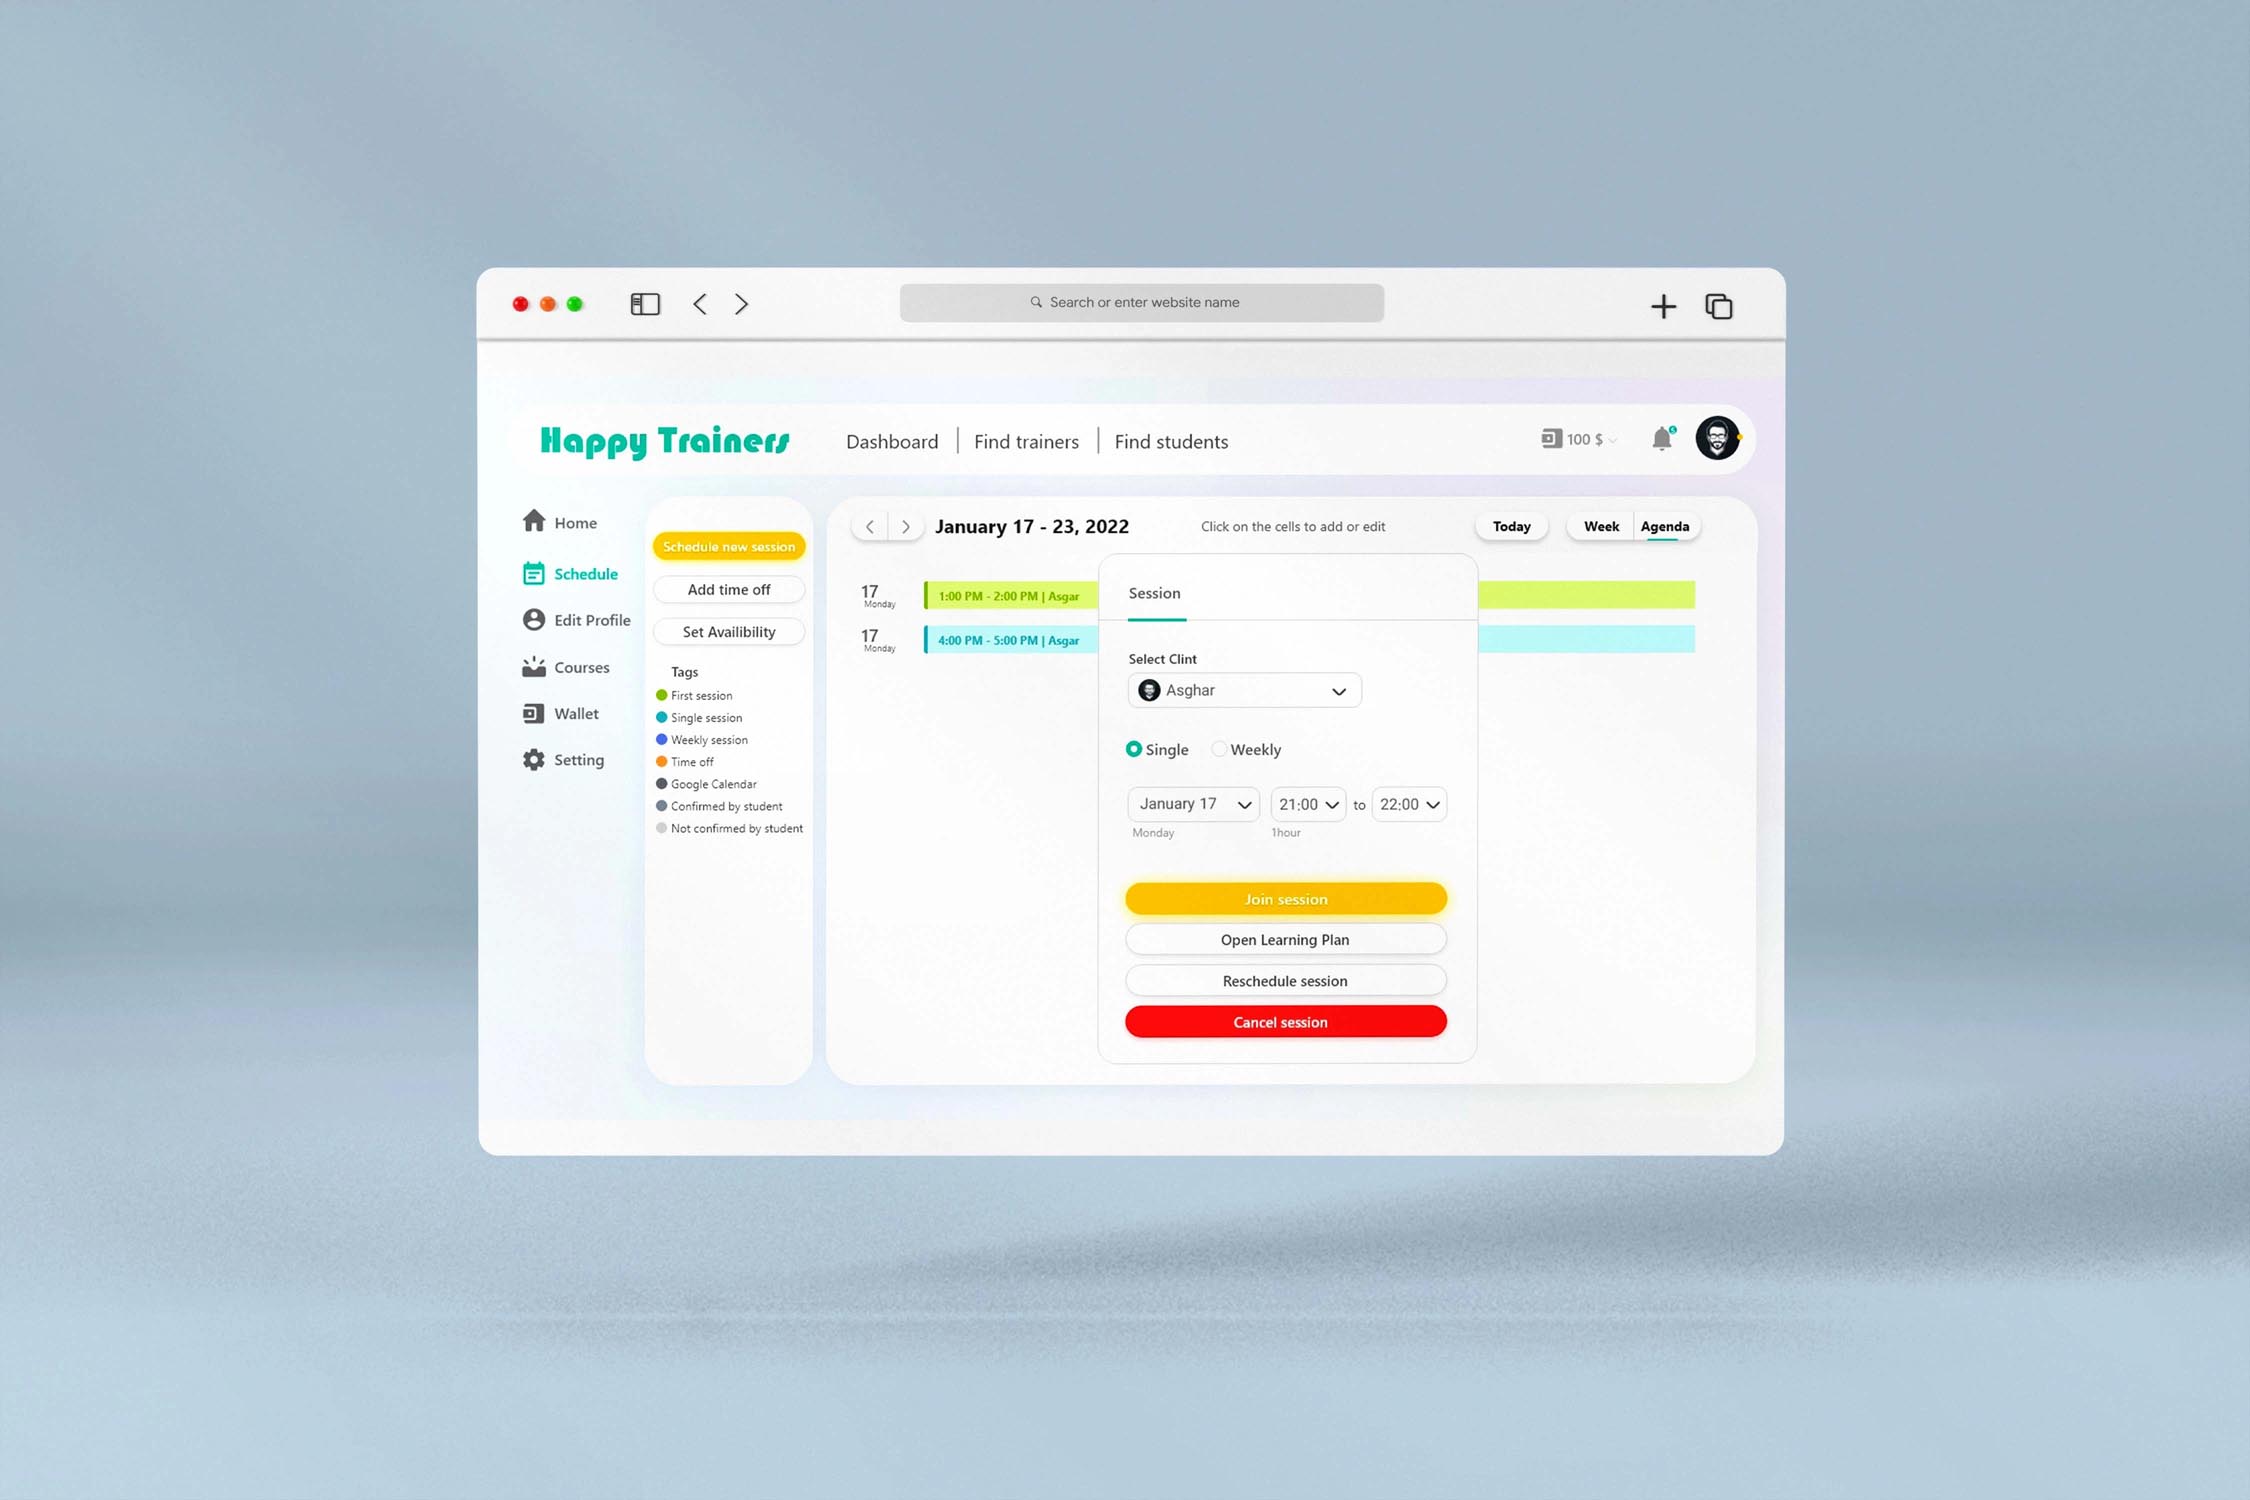 Search or enter website name
Happy Trainers
Dashboard | Find trainers | Find students
100 $
Home
Schedule
Edit Profile
Courses
Wallet
Setting
Schedule new session
Add time off
Set Availibility
Tags
First session
Single session
Weekly session
Time off
Google Calendar
Confirmed by student
Not confirmed by student
January 17 - 23, 2022
Click on the cells to add or edit
Today
Week
Agenda
17
Monday
1:00 PM - 2:00 PM | Asgar
17
Monday
4:00 PM - 5:00 PM | Asgar
Session
Select Clint
Asghar
Single Weekly
January 17 21:00 to 22:00
Monday 1hour
Join session
Open Learning Plan
Reschedule session
Cancel session